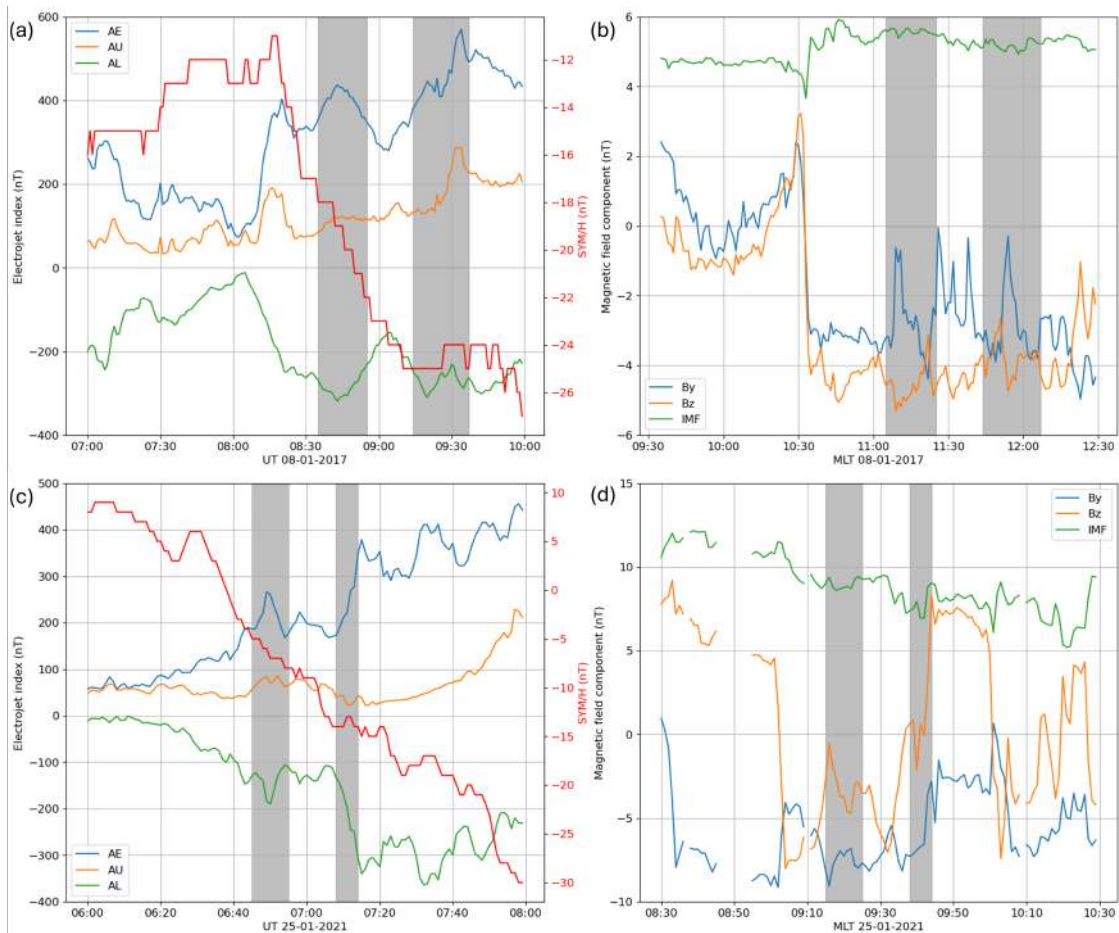 (a)
600
400
200
0
−200
−400
Electrojet index (nT)
AE
AU
AL
−12
−14
−16
−18
−20
−22
−24
−26
SYM/H (nT)
07:00 07:30 08:00 08:30 09:00 09:30 10:00
UT 08-01-2017
(b)
6
4
2
0
−2
−4
−6
Magnetic field component (nT)
By
Bz
IMF
09:30 10:00 10:30 11:00 11:30 12:00 12:30
MLT 08-01-2017
(c)
500
400
300
200
100
0
−100
−200
−300
−400
Electrojet index (nT)
AE
AU
AL
10
5
0
−5
−10
−15
−20
−25
−30
SYM/H (nT)
06:00 06:20 06:40 07:00 07:20 07:40 08:00
UT 25-01-2021
(d)
15
10
5
0
−5
−10
Magnetic field component (nT)
By
Bz
IMF
08:30 08:50 09:10 09:30 09:50 10:10 10:30
MLT 25-01-2021